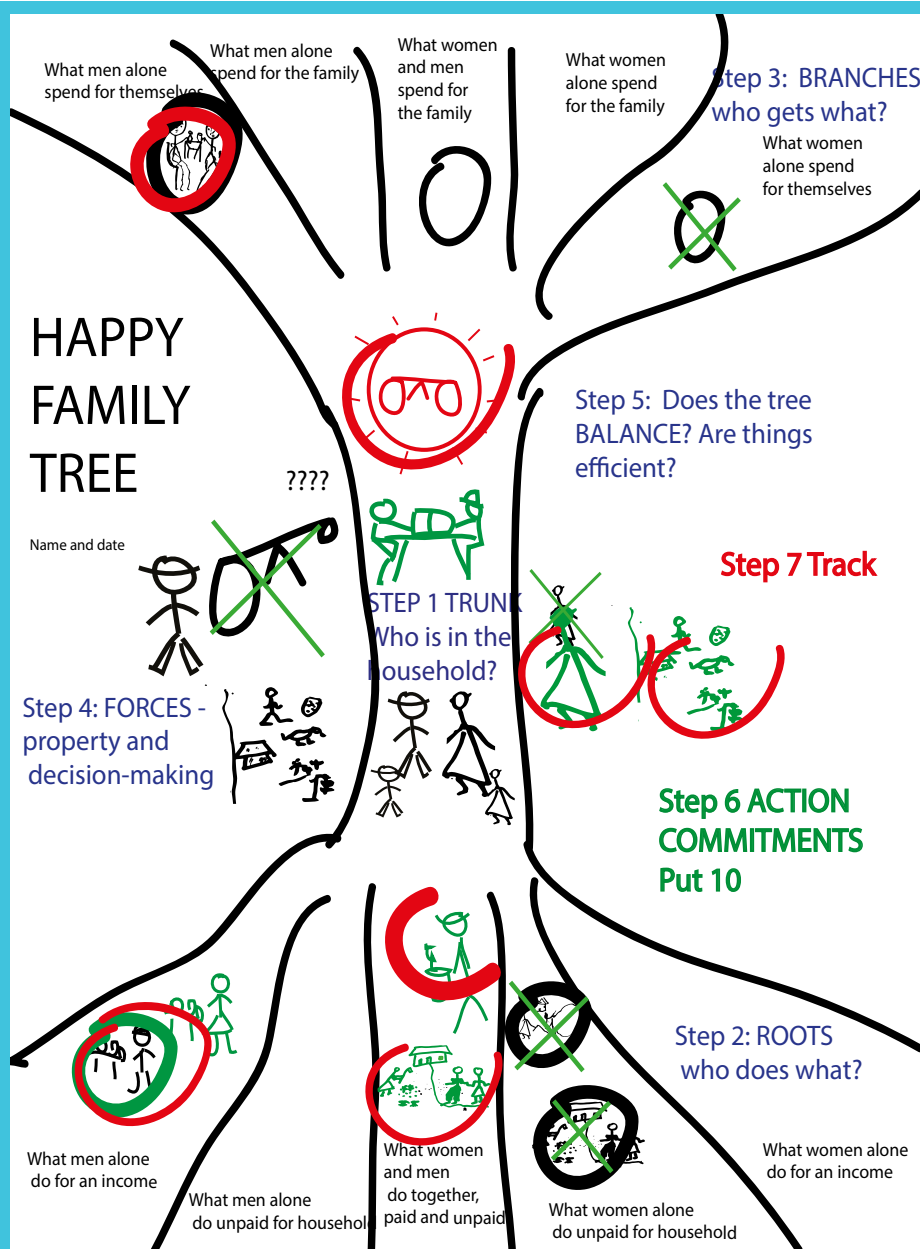 What men alone
spend for themselves
What men alone
spend for the family
What women
and men
spend for
the family
What women
alone spend
for the family
Step 3: BRANCHES
who gets what?
What women
alone spend
for themselves
HAPPY
FAMILY
TREE
????
Name and date
Step 5: Does the tree
BALANCE? Are things
efficient?
Step 7 Track
STEP 1 TRUNK
Who is in the
household?
Step 4: FORCES -
property and
decision-making
Step 6 ACTION
COMMITMENTS
Put 10
Step 2: ROOTS
who does what?
What men alone
do for an income
What men alone
do unpaid for household
What women
and men
do together,
paid and unpaid
What women alone
do unpaid for household
What women alone
do for an income